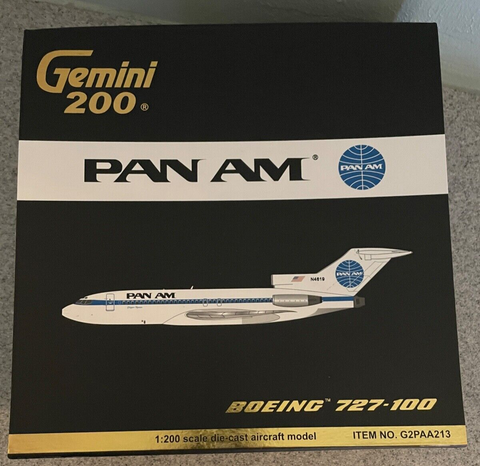 Gemini
200®
PAN AM®
PAN AM
N4619
PAN AM
PAN AM
BOEING™ 727-100
1:200 scale die-cast aircraft model
ITEM NO. G2PAA213